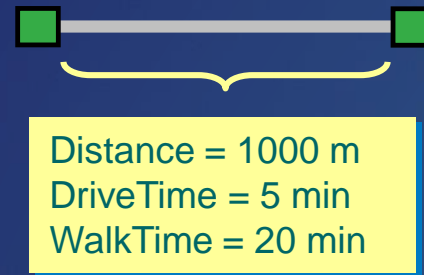 Distance = 1000 m
DriveTime = 5 min
WalkTime = 20 min